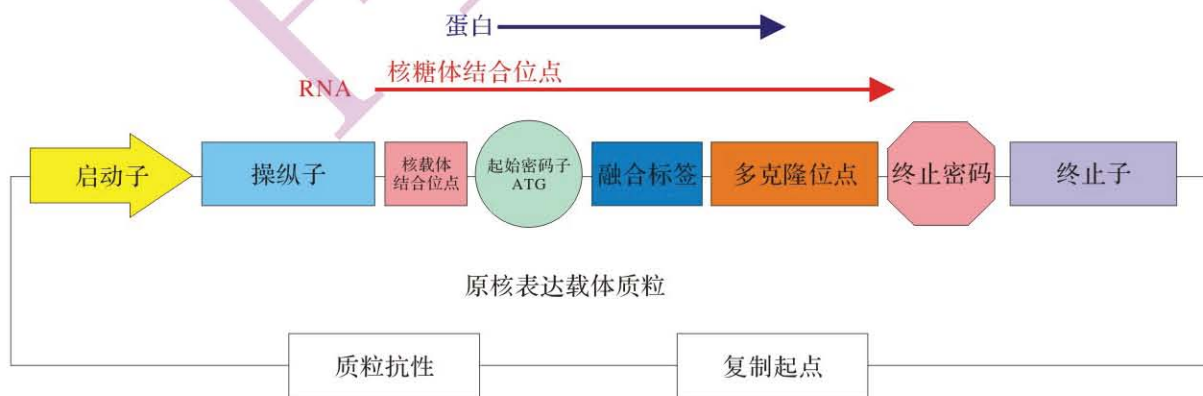 蛋白
核糖体结合位点
RNA
启动子
操纵子
核载体
结合位点
起始密码子
ATG
融合标签
多克隆位点
终止密码
终止子
原核表达载体质粒
质粒抗性
复制起点